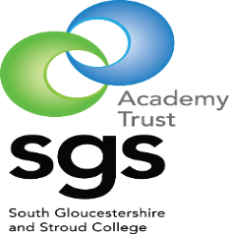 Academy
Trust
sgs
South Gloucestershire
and Stroud College